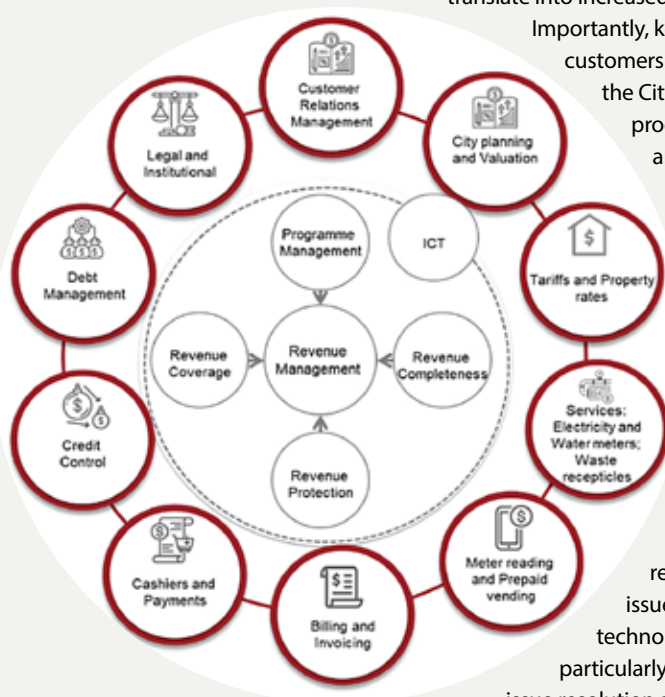 translate into increased
Importantly, k
customers
the Cit
pro
a
Customer
Relations
Management
City planning
and Valuation
Tariffs and Property
rates
Services:
Electricity and
Water meters;
Waste
recepticles
Meter reading
and Prepaid
vending
Billing and
Invoicing
Cashiers and
Payments
Credit
Control
Debt
Management
Legal and
Institutional
Programme
Management
ICT
Revenue
Coverage
Revenue
Management
Revenue
Completeness
Revenue
Protection
re
issue
techno
particularly
issue resolution